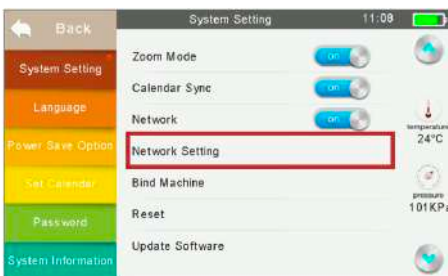 Back
System Setting
11:08
System Setting
Language
Power Save Option
Set Calendar
Password
System Information
Zoom Mode
on
Calendar Sync
on
Network
on
Network Setting
Bind Machine
Reset
Update Software
temperature
24°C
pressure
101KPa